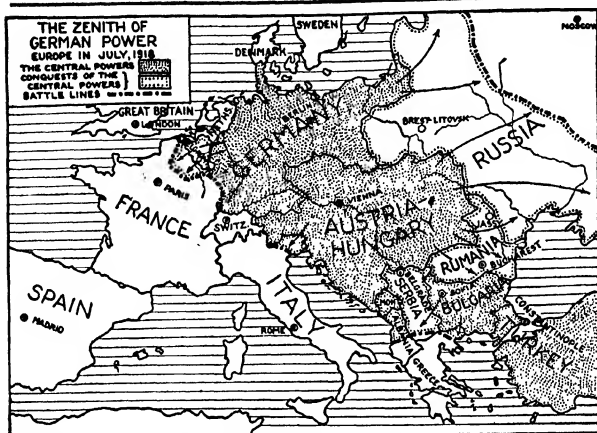 THE ZENITH OF
GERMAN POWER
EUROPE IN JULY, 1918
THE CENTRAL POWERS
CONQUESTS OF THE
CENTRAL POWERS
BATTLE LINES
SWEDEN
DENMARK
MOSCOW
GREAT BRITAIN
LONDON
GERMANY
BREST-LITOVSK
RUSSIA
PARIS
FRANCE
SWITZ.
VIENNA
AUSTRIA-
HUNGARY
RUMANIA
BUCHAREST
SPAIN
MADRID
ITALY
ROME
BELGRADE
SERBIA
BULGARIA
ALBANIA
GREECE
CONSTANTINOPLE
TURKEY